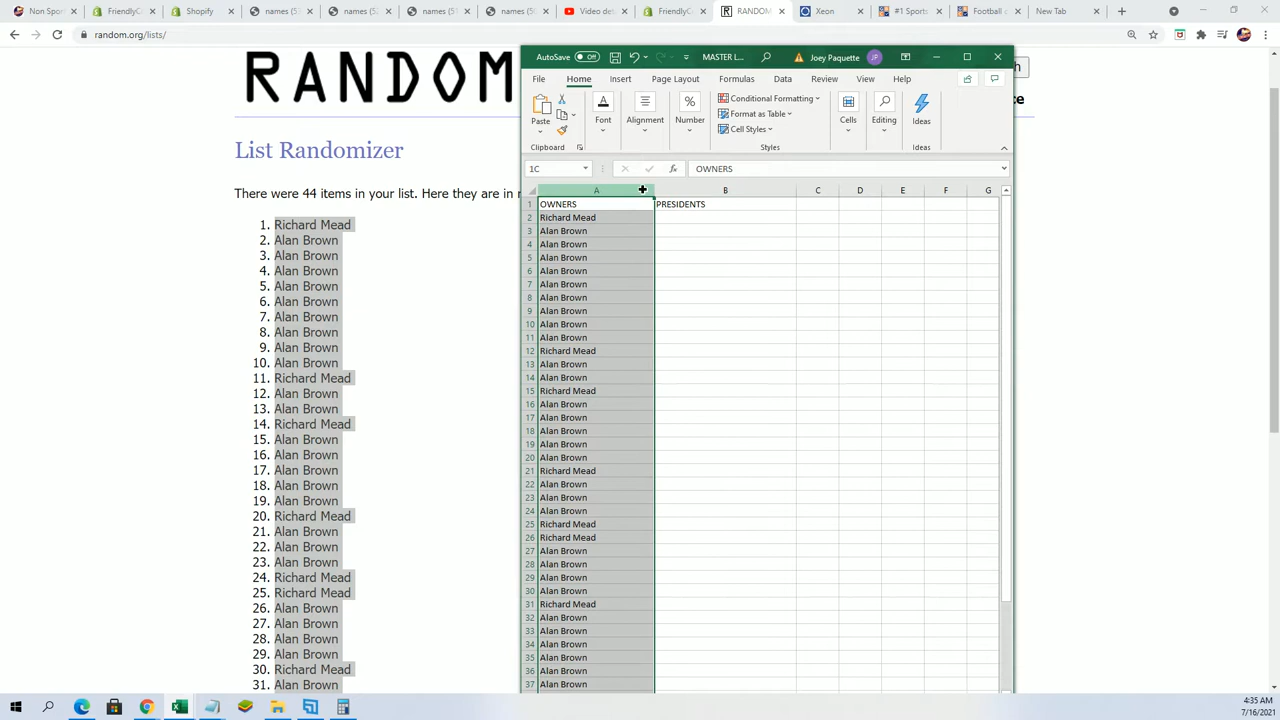 Non Spor
FriendlyC
Shopify
names (51
names (52
names (51
names (50
Video det
FriendlyC
RANDOM
Xeon
#1 Sports
Football c
New Tab
random.org/lists/
RANDOM
List Randomizer
There were 44 items in your list. Here they are in r
1. Richard Mead
2. Alan Brown
3. Alan Brown
4. Alan Brown
5. Alan Brown
6. Alan Brown
7. Alan Brown
8. Alan Brown
9. Alan Brown
10. Alan Brown
11. Richard Mead
12. Alan Brown
13. Alan Brown
14. Richard Mead
15. Alan Brown
16. Alan Brown
17. Alan Brown
18. Alan Brown
19. Alan Brown
20. Richard Mead
21. Alan Brown
22. Alan Brown
23. Alan Brown
24. Richard Mead
25. Richard Mead
26. Alan Brown
27. Alan Brown
28. Alan Brown
29. Alan Brown
30. Richard Mead
31. Alan Brown
AutoSave Off MASTER L... Joey Paquette JP
File Home Insert Page Layout Formulas Data Review View Help
Paste
Clipboard
Font
Alignment
Number
Conditional Formatting
Format as Table
Cell Styles
Styles
Cells
Editing
Ideas
Ideas
1C fx OWNERS
A B C D E F G
1 OWNERS PRESIDENTS
2 Richard Mead
3 Alan Brown
4 Alan Brown
5 Alan Brown
6 Alan Brown
7 Alan Brown
8 Alan Brown
9 Alan Brown
10 Alan Brown
11 Alan Brown
12 Richard Mead
13 Alan Brown
14 Alan Brown
15 Richard Mead
16 Alan Brown
17 Alan Brown
18 Alan Brown
19 Alan Brown
20 Alan Brown
21 Richard Mead
22 Alan Brown
23 Alan Brown
24 Alan Brown
25 Richard Mead
26 Richard Mead
27 Alan Brown
28 Alan Brown
29 Alan Brown
30 Alan Brown
31 Richard Mead
32 Alan Brown
33 Alan Brown
34 Alan Brown
35 Alan Brown
36 Alan Brown
37 Alan Brown
h
ce
4:35 AM
7/16/2021